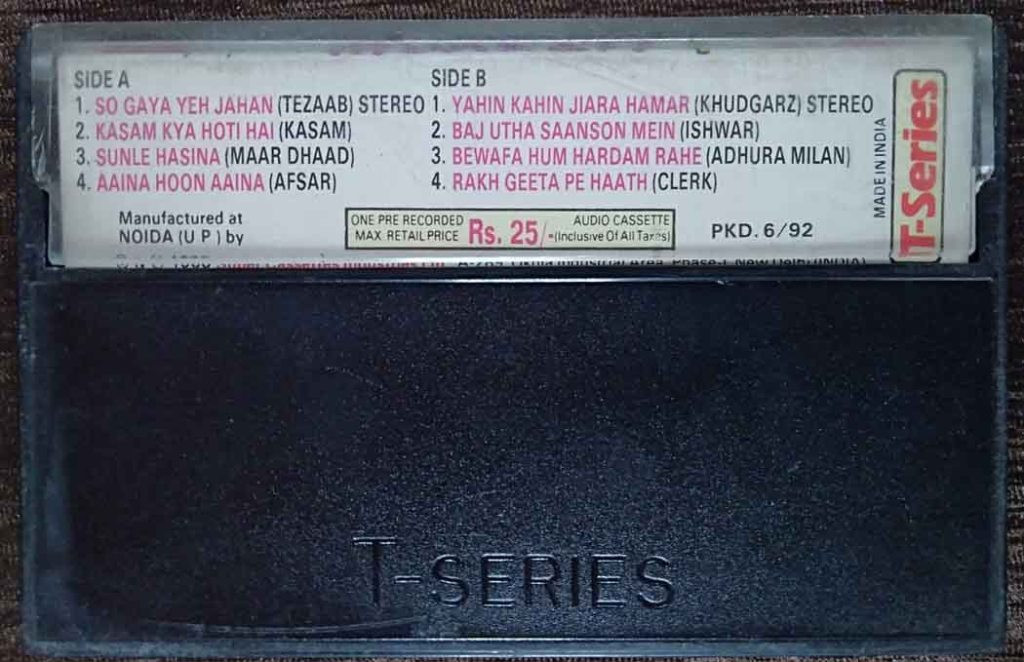 SIDE A
1. SO GAYA YEH JAHAN (TEZAAB) STEREO
2. KASAM KYA HOTI HAI (KASAM)
3. SUNLE HASINA (MAAR DHAAD)
4. AAINA HOON AAINA (AFSAR)
SIDE B
1. YAHIN KAHIN JIARA HAMAR (KHUDGARZ) STEREO
2. BAJ UTHA SAANSON MEIN (ISHWAR)
3. BEWAFA HUM HARDAM RAHE (ADHURA MILAN)
4. RAKH GEETA PE HAATH (CLERK)
MADE IN INDIA
T-Series
Manufactured at
NOIDA (U P) by
ONE PRE RECORDED AUDIO CASSETTE
MAX. RETAIL PRICE Rs. 25/-(Inclusive Of All Taxes)
PKD. 6/92
Phase-I New Delhi (INDIA)
T-SERIES